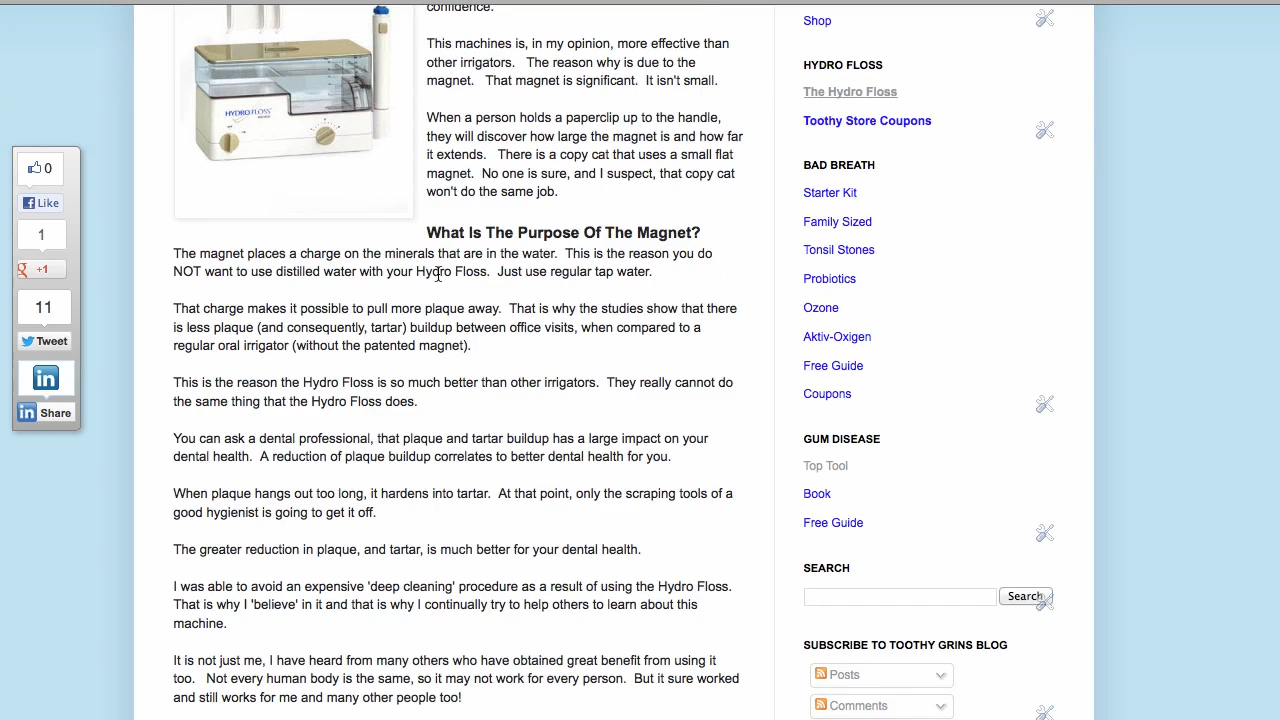 confidence.
This machines is, in my opinion, more effective than
other irrigators. The reason why is due to the
magnet. That magnet is significant. It isn't small.
When a person holds a paperclip up to the handle,
they will discover how large the magnet is and how far
it extends. There is a copy cat that uses a small flat
magnet. No one is sure, and I suspect, that copy cat
won't do the same job.
HYDRO FLOSS
What Is The Purpose Of The Magnet?
The magnet places a charge on the minerals that are in the water. This is the reason you do
NOT want to use distilled water with your Hydro Floss. Just use regular tap water.
That charge makes it possible to pull more plaque away. That is why the studies show that there
is less plaque (and consequently, tartar) buildup between office visits, when compared to a
regular oral irrigator (without the patented magnet).
This is the reason the Hydro Floss is so much better than other irrigators. They really cannot do
the same thing that the Hydro Floss does.
You can ask a dental professional, that plaque and tartar buildup has a large impact on your
dental health. A reduction of plaque buildup correlates to better dental health for you.
When plaque hangs out too long, it hardens into tartar. At that point, only the scraping tools of a
good hygienist is going to get it off.
The greater reduction in plaque, and tartar, is much better for your dental health.
I was able to avoid an expensive 'deep cleaning' procedure as a result of using the Hydro Floss.
That is why I 'believe' in it and that is why I continually try to help others to learn about this
machine.
It is not just me, I have heard from many others who have obtained great benefit from using it
too. Not every human body is the same, so it may not work for every person. But it sure worked
and still works for me and many other people too!
0
Like
1
+1
11
Tweet
in
in Share
Shop
HYDRO FLOSS
The Hydro Floss
Toothy Store Coupons
BAD BREATH
Starter Kit
Family Sized
Tonsil Stones
Probiotics
Ozone
Aktiv-Oxigen
Free Guide
Coupons
GUM DISEASE
Top Tool
Book
Free Guide
SEARCH
Search
SUBSCRIBE TO TOOTHY GRINS BLOG
Posts
Comments